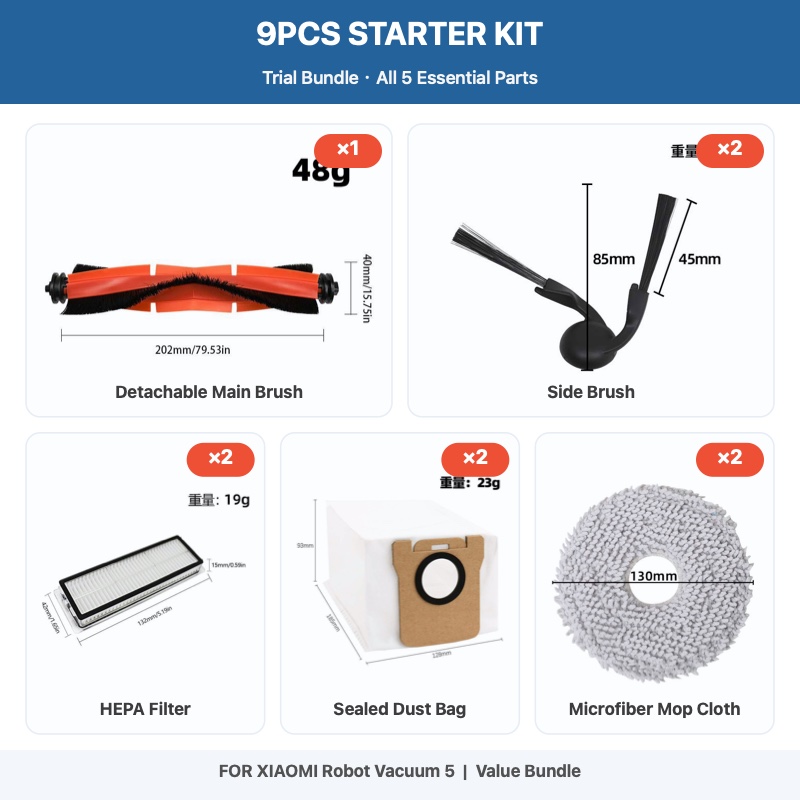 9PCS STARTER KIT
Trial Bundle · All 5 Essential Parts
×1
48g
40mm/15.75in
202mm/79.53in
Detachable Main Brush
重量
×2
85mm
45mm
Side Brush
×2
重量: 19g
15mm/0.59in
42mm/1.65in
132mm/5.19in
HEPA Filter
×2
重量: 23g
93mm
128mm
Sealed Dust Bag
×2
130mm
Microfiber Mop Cloth
FOR XIAOMI Robot Vacuum 5 | Value Bundle